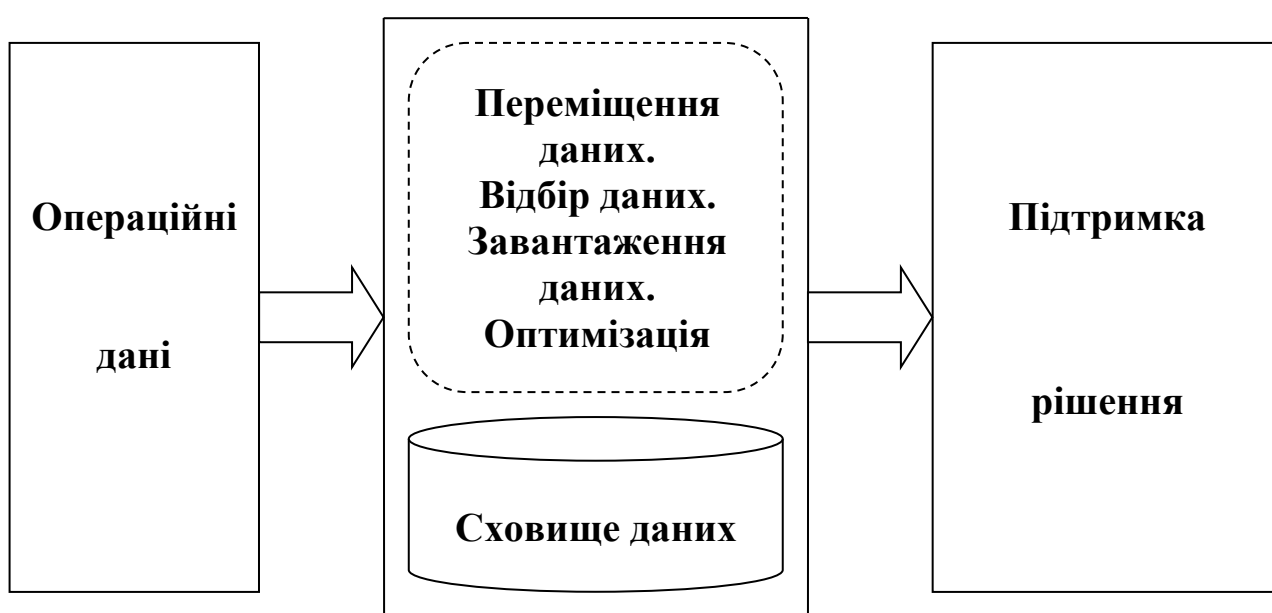 Операційні
дані
Переміщення
даних.
Відбір даних.
Завантаження
даних.
Оптимізація
Сховище даних
Підтримка
рішення